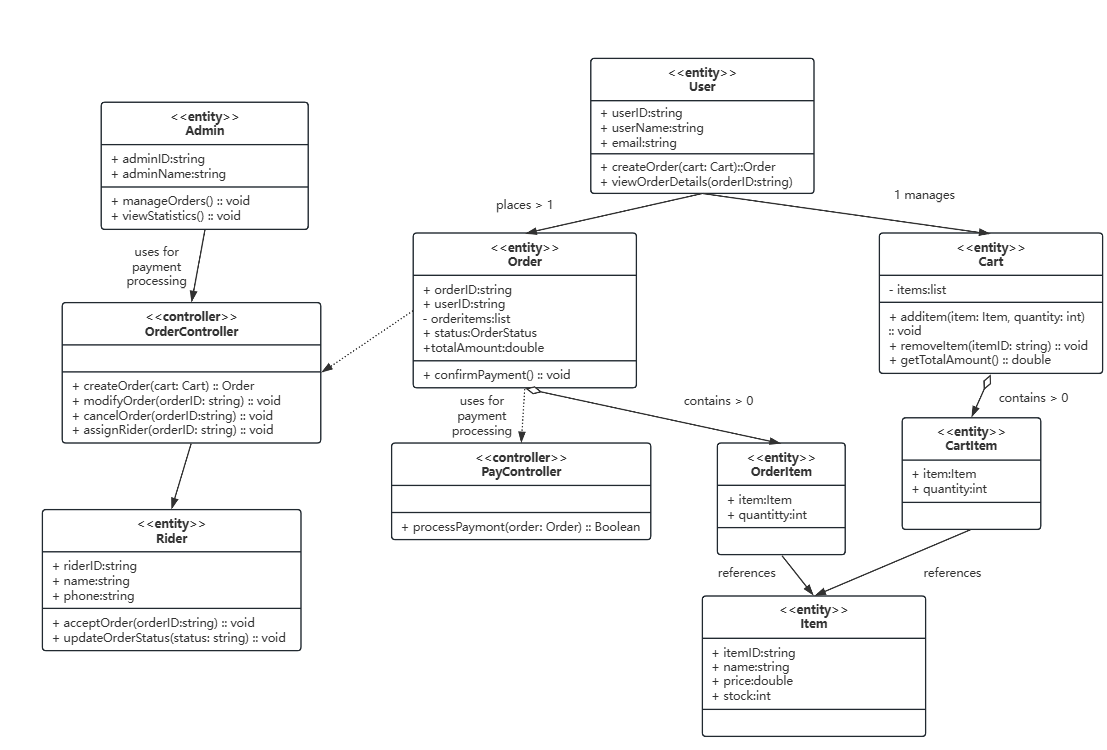 <<entity>>
User
+ userID:string
+ userName:string
+ email:string
+ createOrder(cart: Cart)::Order
+ viewOrderDetails(orderID:string)
<<entity>>
Admin
+ adminID:string
+ adminName:string
+ manageOrders() :: void
+ viewStatistics() :: void
places > 1
1 manages
uses for
payment
processing
<<entity>>
Order
+ orderID:string
+ userID:string
- orderitems:list
+ status:OrderStatus
+totalAmount:double
+ confirmPayment() :: void
<<entity>>
Cart
- items:list
+ additem(item: Item, quantity: int)
:: void
+ removeItem(itemID: string) :: void
+ getTotalAmount() :: double
<<controller>>
OrderController
+ createOrder(cart: Cart) :: Order
+ modifyOrder(orderID: string) :: void
+ cancelOrder(orderID:string) :: void
+ assignRider(orderID: string) :: void
uses for
payment
processing
contains > 0
contains > 0
<<controller>>
PayController
+ processPaymont(order: Order) :: Boolean
<<entity>>
OrderItem
+ item:Item
+ quantitty:int
<<entity>>
CartItem
+ item:Item
+ quantity:int
<<entity>>
Rider
+ riderID:string
+ name:string
+ phone:string
+ acceptOrder(orderID:string) :: void
+ updateOrderStatus(status: string) :: void
references
references
<<entity>>
Item
+ itemID:string
+ name:string
+ price:double
+ stock:int